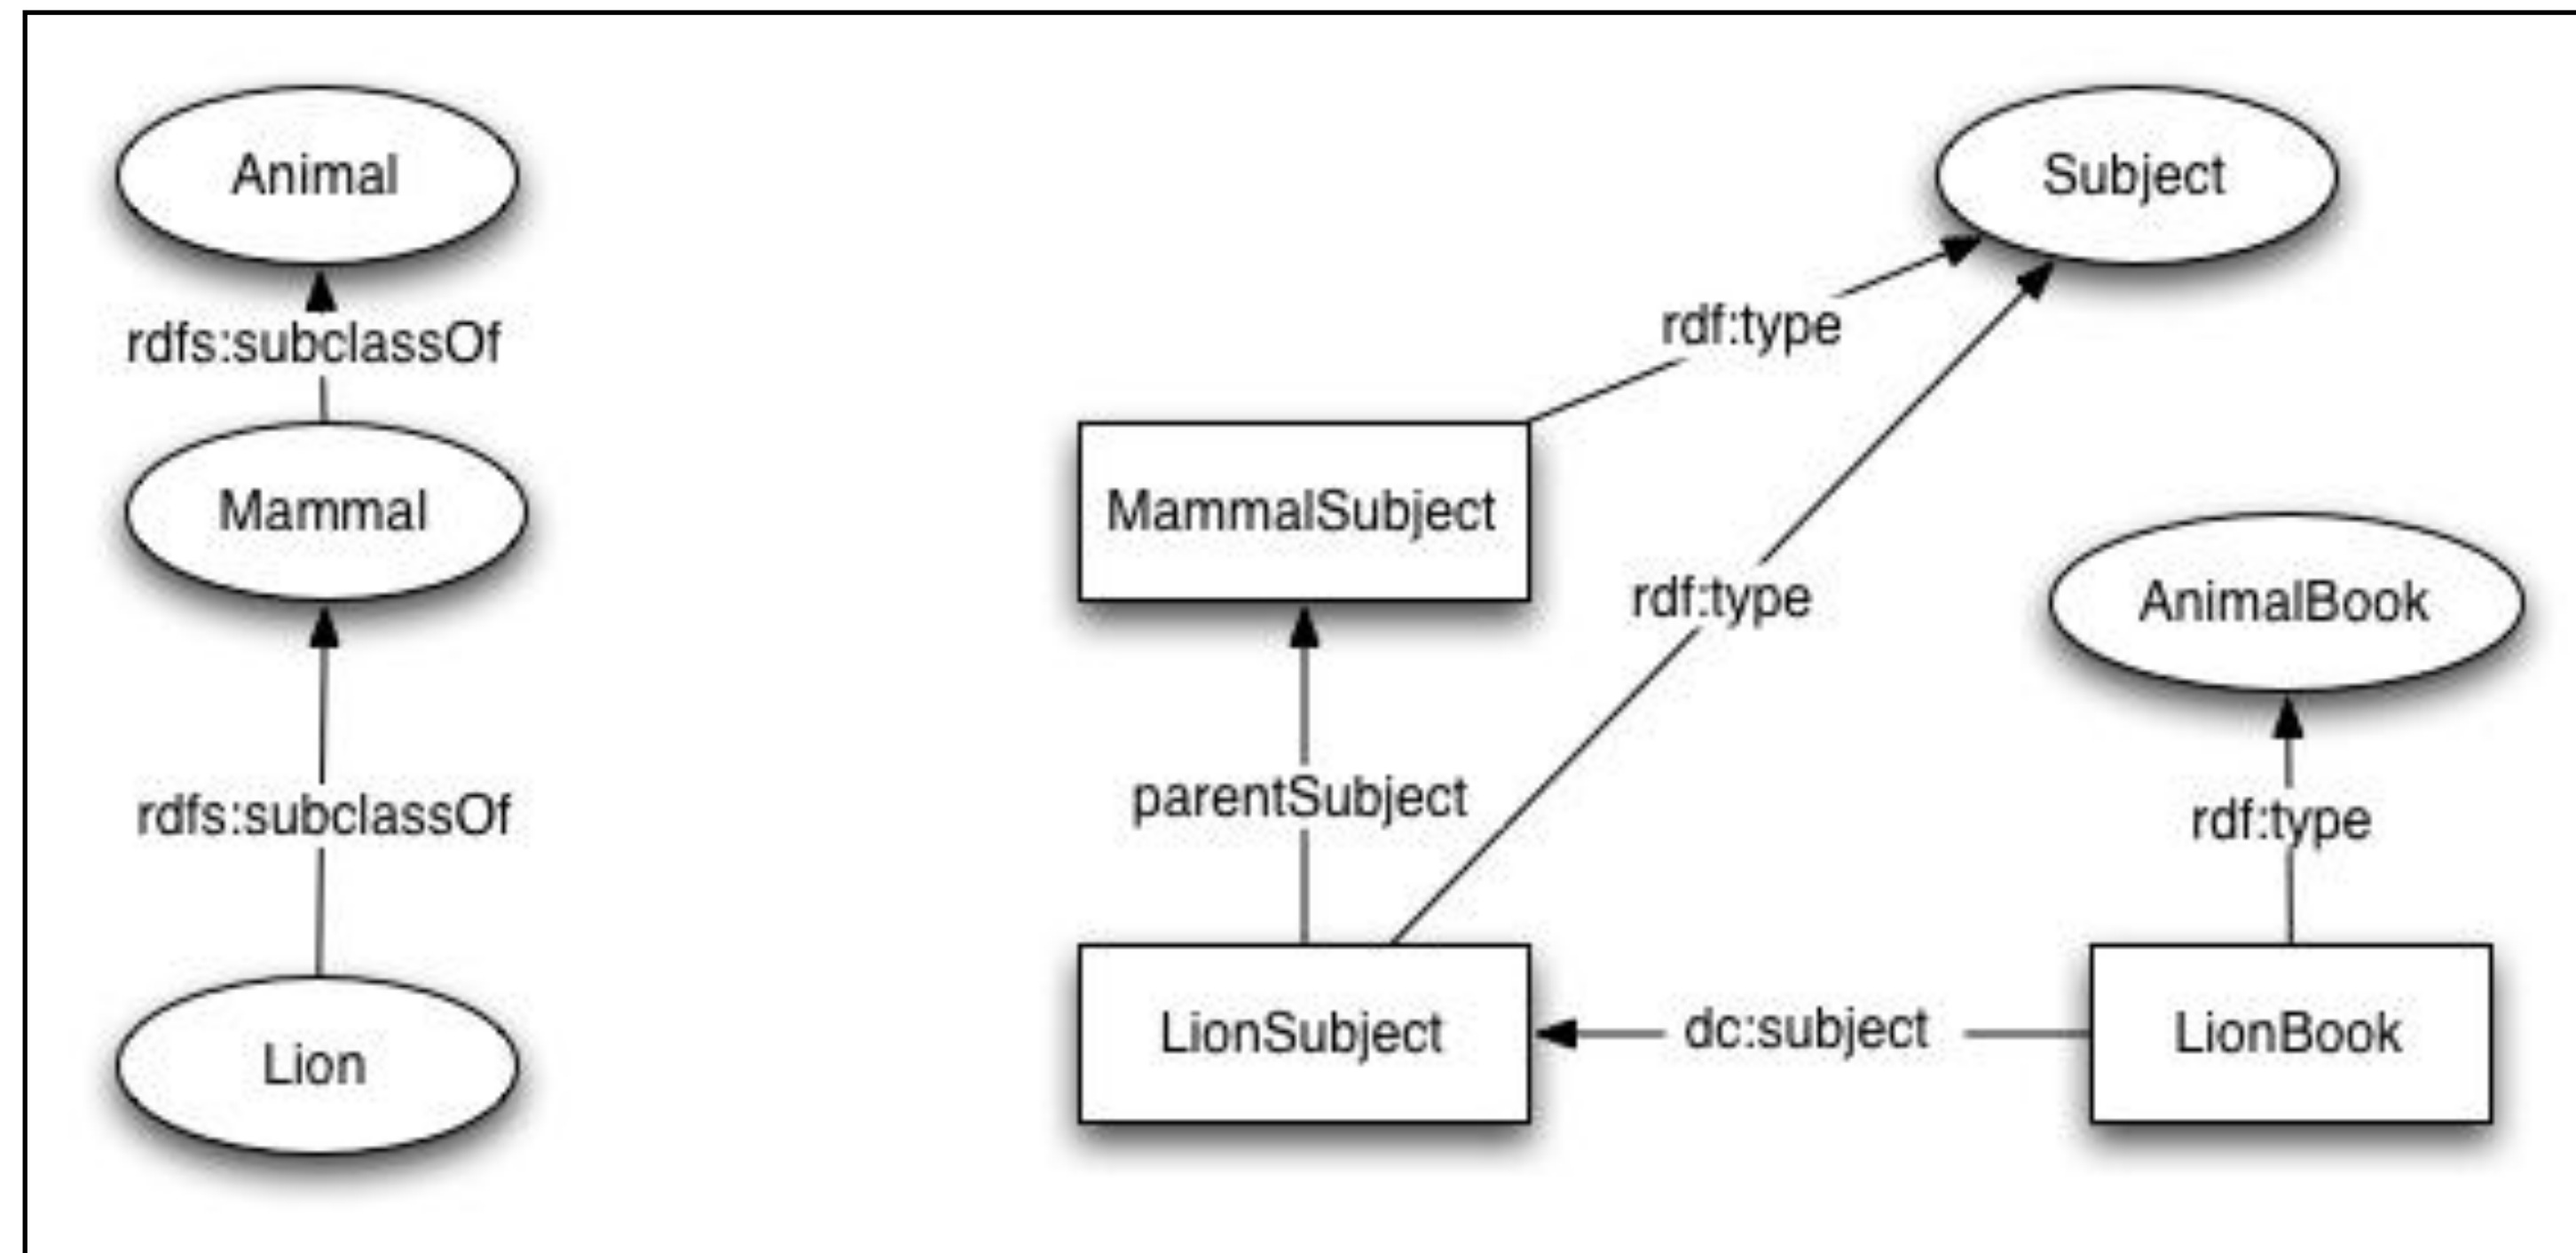 Animal
Subject
rdfs:subclassOf
rdf:type
Mammal
MammalSubject
rdf:type
AnimalBook
rdfs:subclassOf
parentSubject
rdf:type
Lion
LionSubject
dc:subject
LionBook